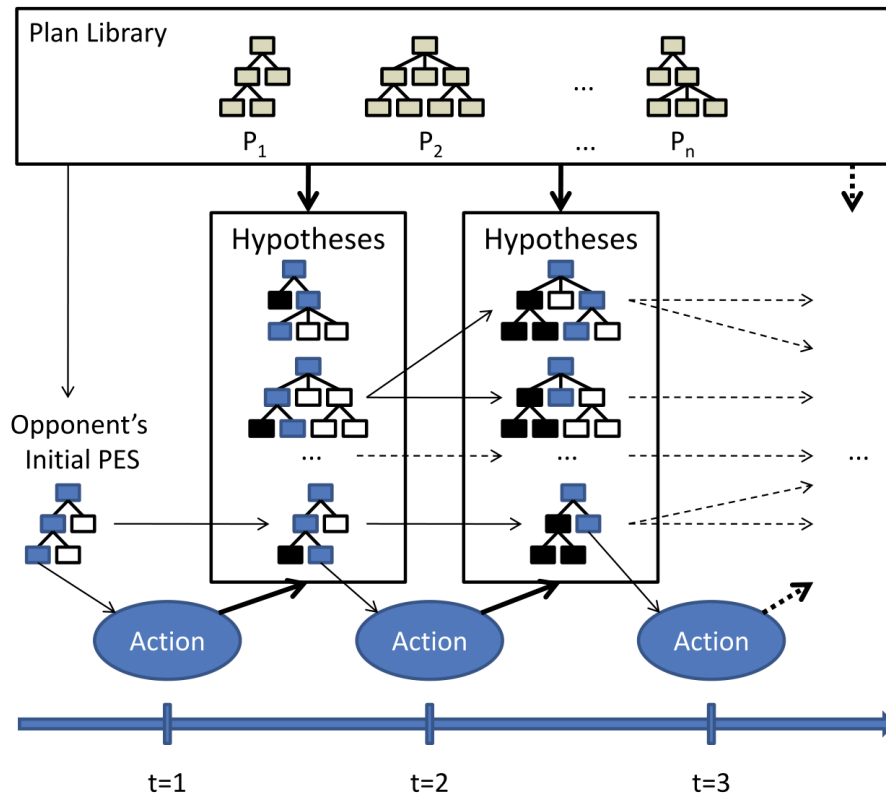 Plan Library
...
P1 P2 ... Pn
Hypotheses Hypotheses
Opponent's
Initial PES
... ... ...
Action Action Action
t=1 t=2 t=3